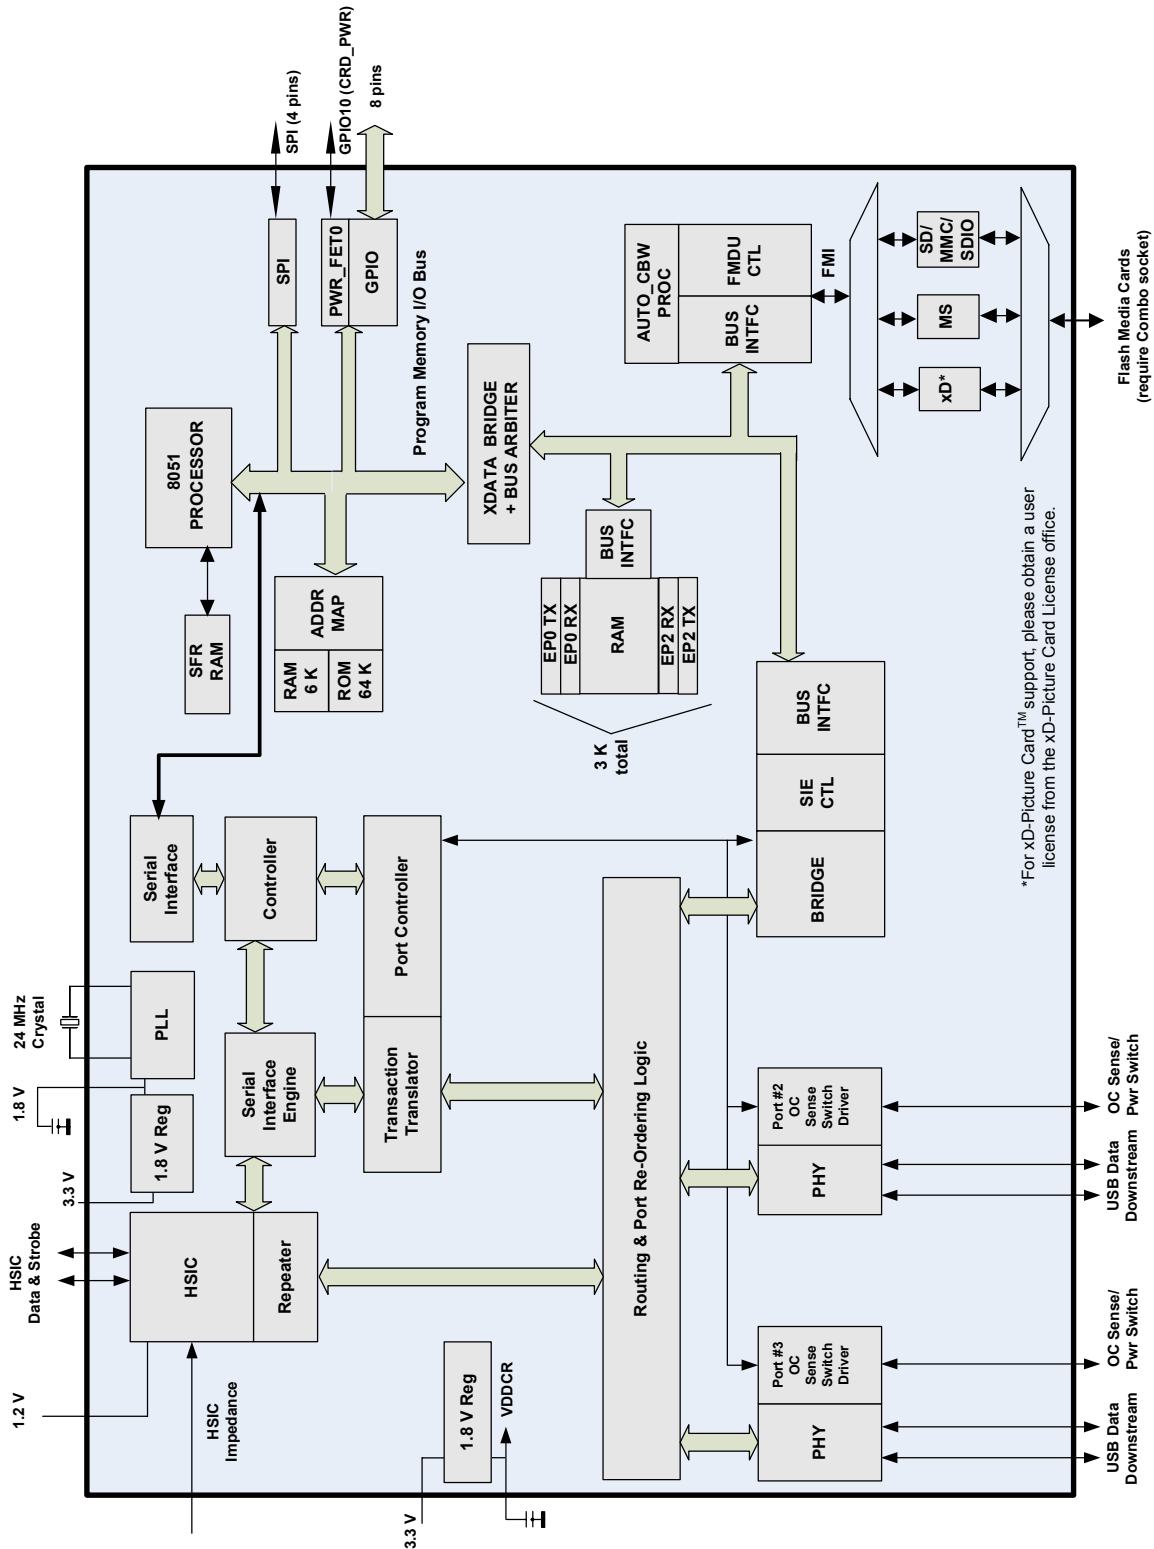 1.2 V
HSIC
Data & Strobe
3.3 V
1.8 V
24 MHz
Crystal
HSIC
Impedance
HSIC
Repeater
1.8 V Reg
PLL
Serial
Interface
Serial
Interface
Engine
Controller
Transaction
Translator
Port Controller
3.3 V
1.8 V Reg
VDDCR
SFR
RAM
8051
PROCESSOR
RAM
6 K
ROM
64 K
ADDR
MAP
SPI
SPI (4 pins)
PWR_FET0
GPIO10 (CRD_PWR)
GPIO
8 pins
Program Memory I/O Bus
XDATA BRIDGE
+ BUS ARBITER
3 K
total
EP0 TX
EP0 RX
RAM
EP2 RX
EP2 TX
BUS
INTFC
AUTO_CBW
PROC
BUS
INTFC
FMDU
CTL
FMI
xD*
MS
SD/
MMC/
SDIO
Flash Media Cards
(require Combo socket)
Routing & Port Re-Ordering Logic
BRIDGE
SIE
CTL
BUS
INTFC
PHY
Port #3
OC
Sense
Switch
Driver
PHY
Port #2
OC
Sense
Switch
Driver
USB Data
Downstream
OC Sense/
Pwr Switch
USB Data
Downstream
OC Sense/
Pwr Switch
*For xD-Picture Card™ support, please obtain a user
license from the xD-Picture Card License office.